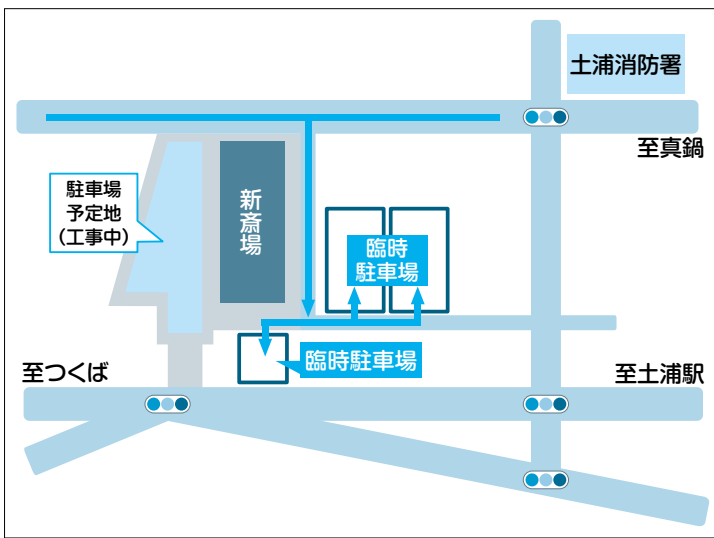 土浦消防署
至真鍋
駐車場
予定地
(工事中)
新斎場
臨時
駐車場
臨時駐車場
至つくば
至土浦駅